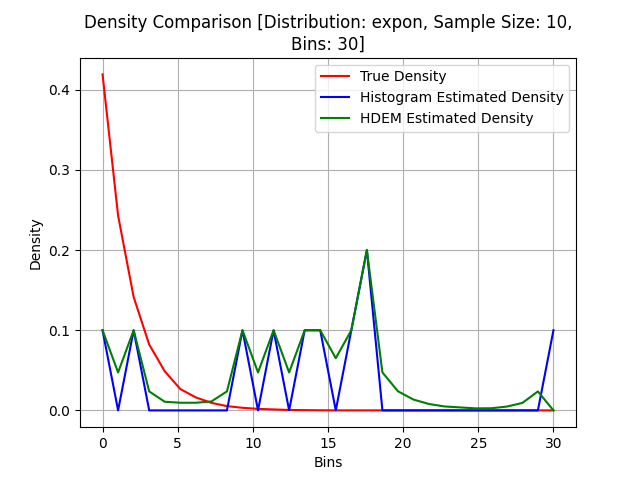 Density Comparison [Distribution: expon, Sample Size: 10,
Bins: 30]
True Density
Histogram Estimated Density
HDEM Estimated Density
Density
0.4
0.3
0.2
0.1
0.0
0 5 10 15 20 25 30
Bins